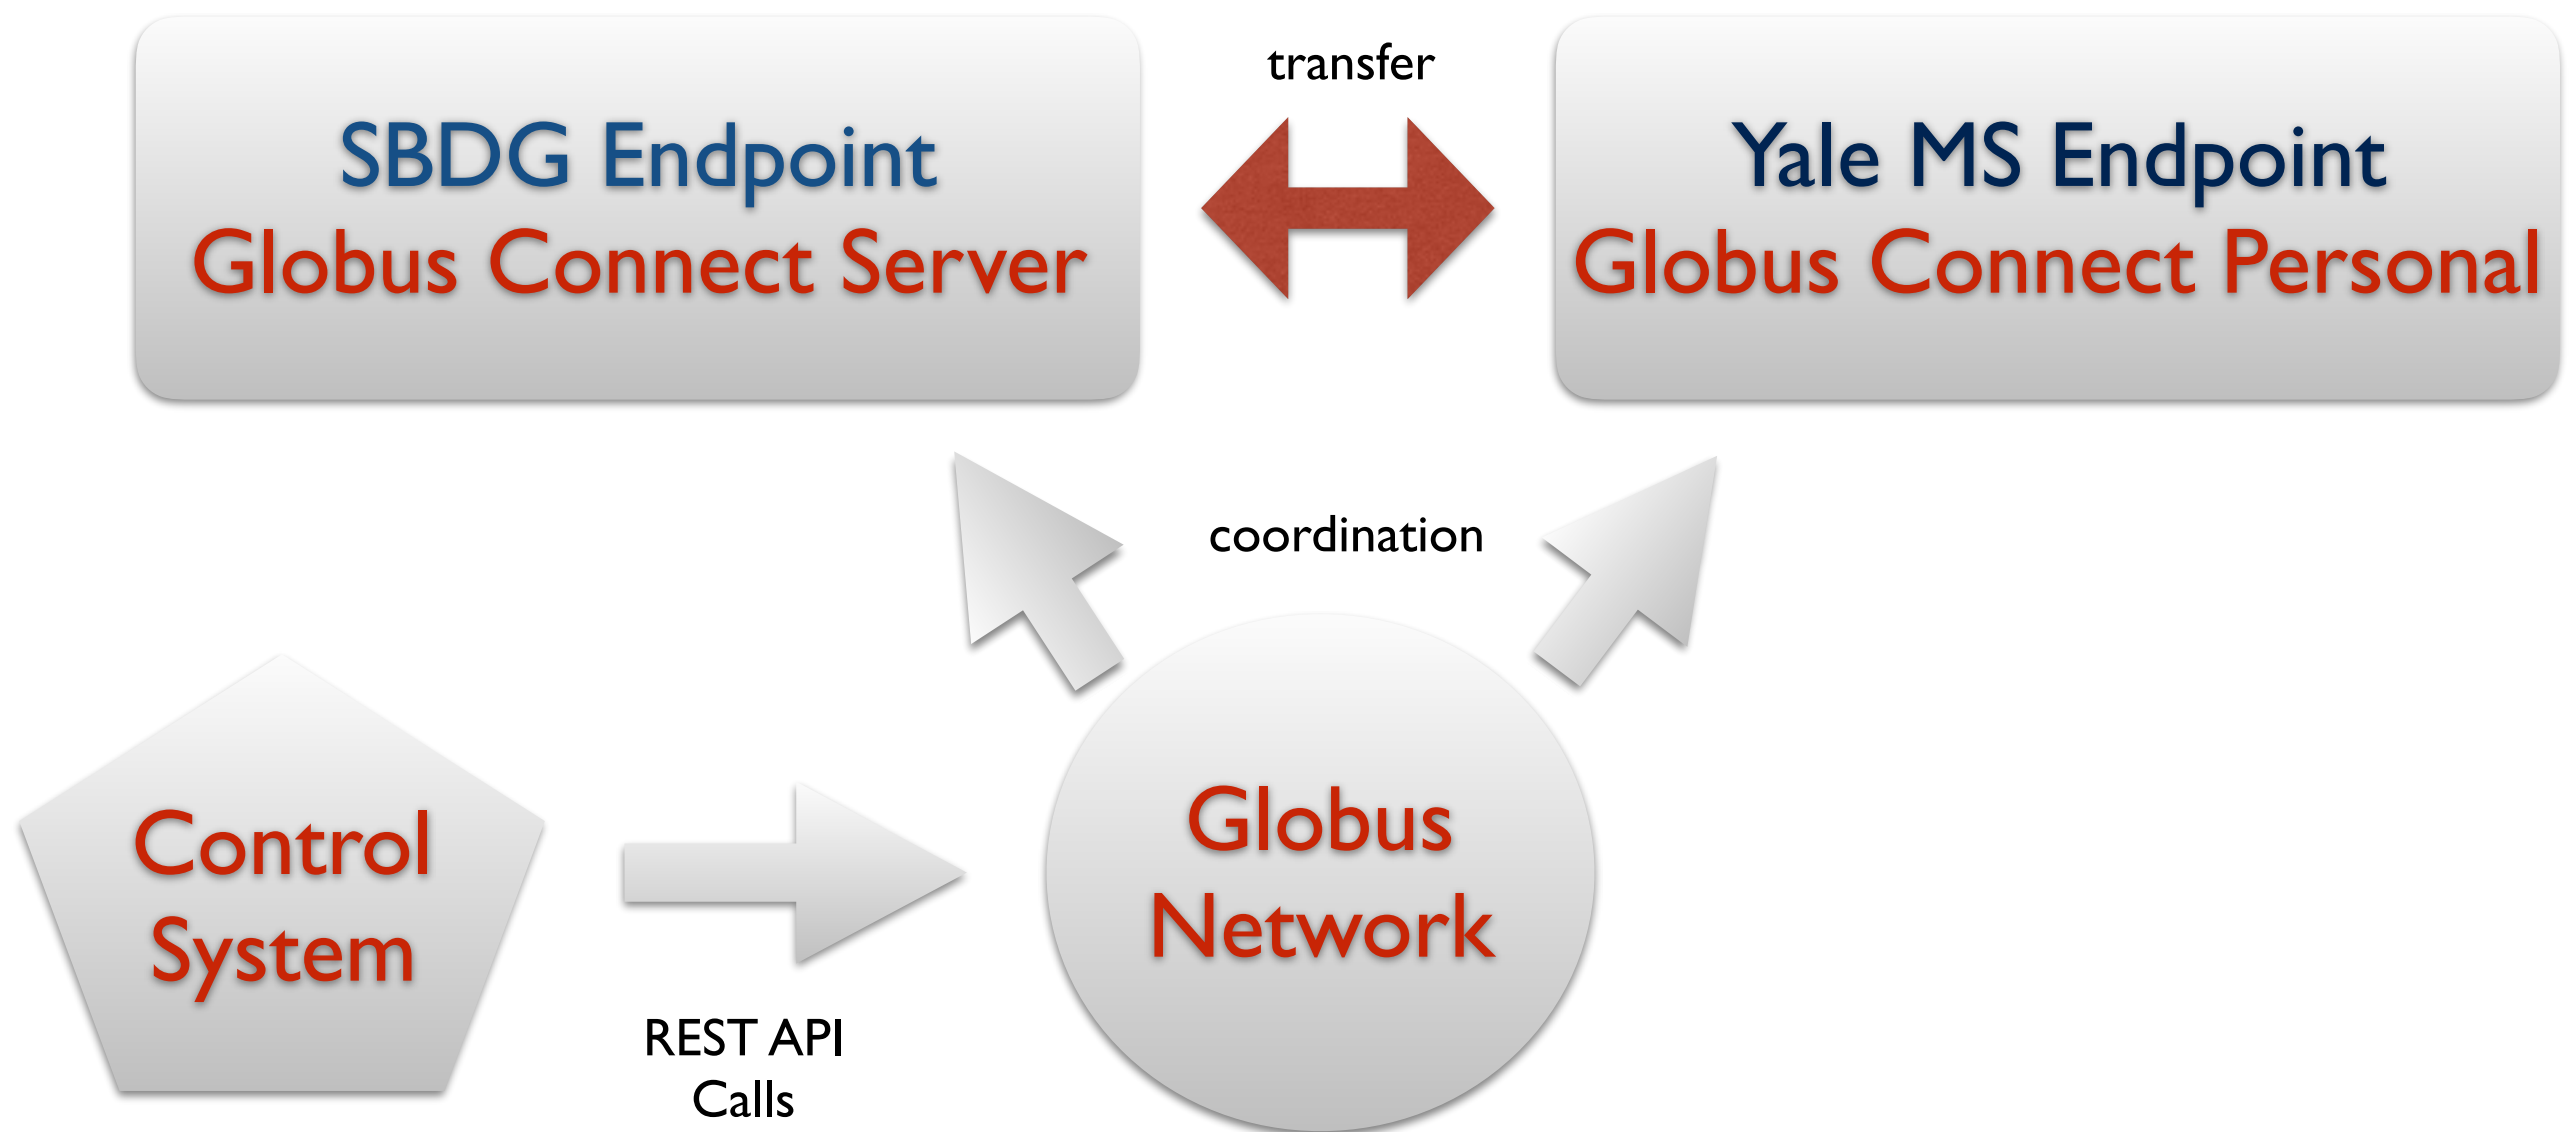 SBDG Endpoint
Globus Connect Server
transfer
Yale MS Endpoint
Globus Connect Personal
coordination
Control
System
REST API
Calls
Globus
Network